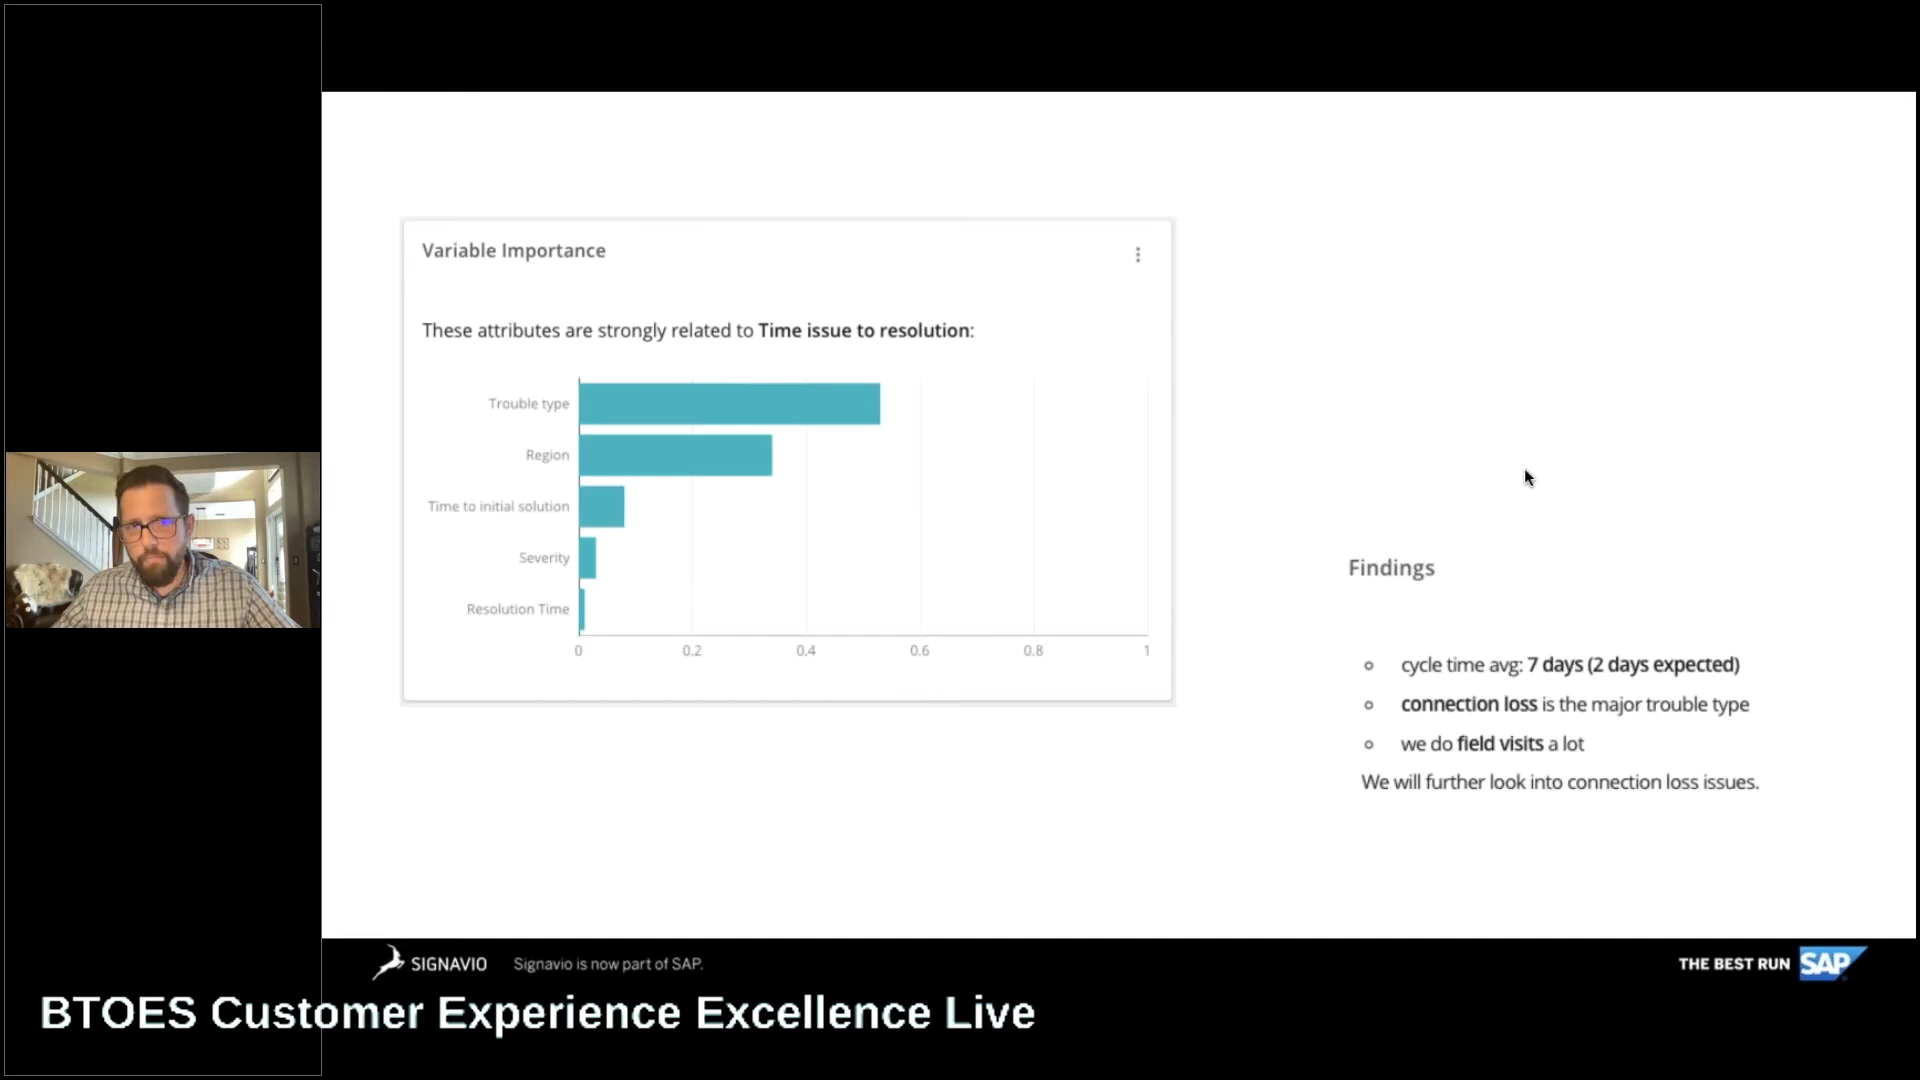 Variable Importance
These attributes are strongly related to Time issue to resolution:
Trouble type
Region
Time to initial solution
Severity
Resolution Time
0 0.2 0.4 0.6 0.8 1
Findings
cycle time avg: 7 days (2 days expected)
connection loss is the major trouble type
we do field visits a lot
We will further look into connection loss issues.
SIGNAVIO Signavio is now part of SAP.
THE BEST RUN SAP
BTOES Customer Experience Excellence Live